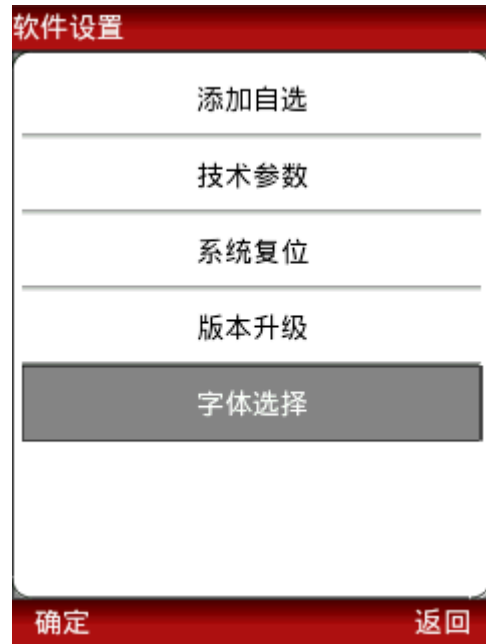 软件设置
添加自选
技术参数
系统复位
版本升级
字体选择
确定 返回